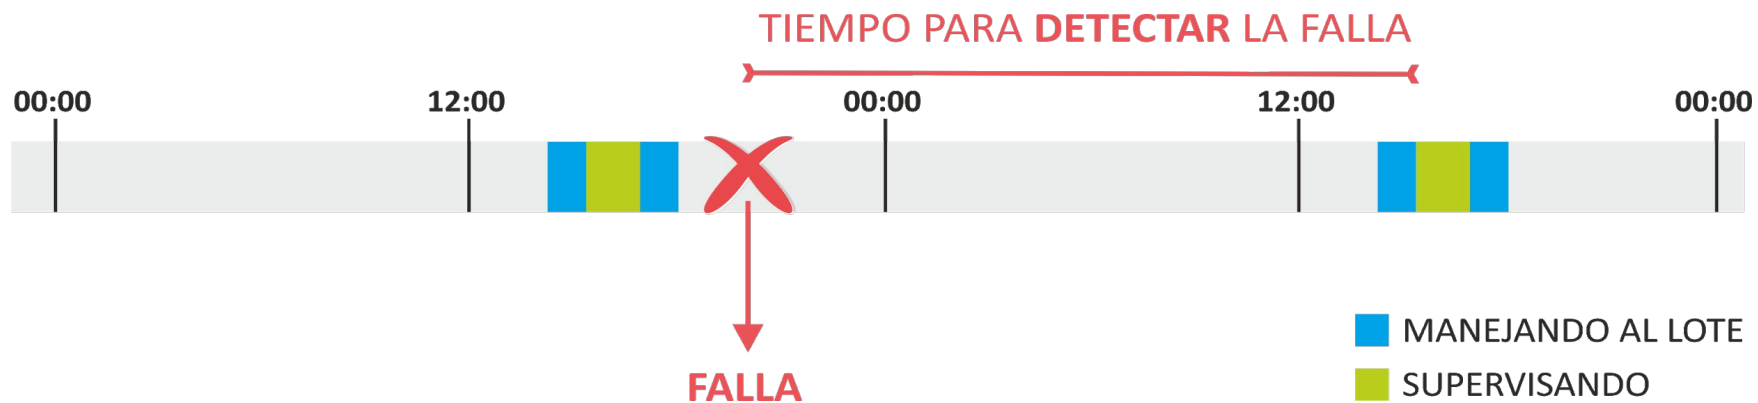 TIEMPO PARA DETECTAR LA FALLA
00:00 12:00 00:00 12:00 00:00
FALLA
MANEJANDO AL LOTE
SUPERVISANDO